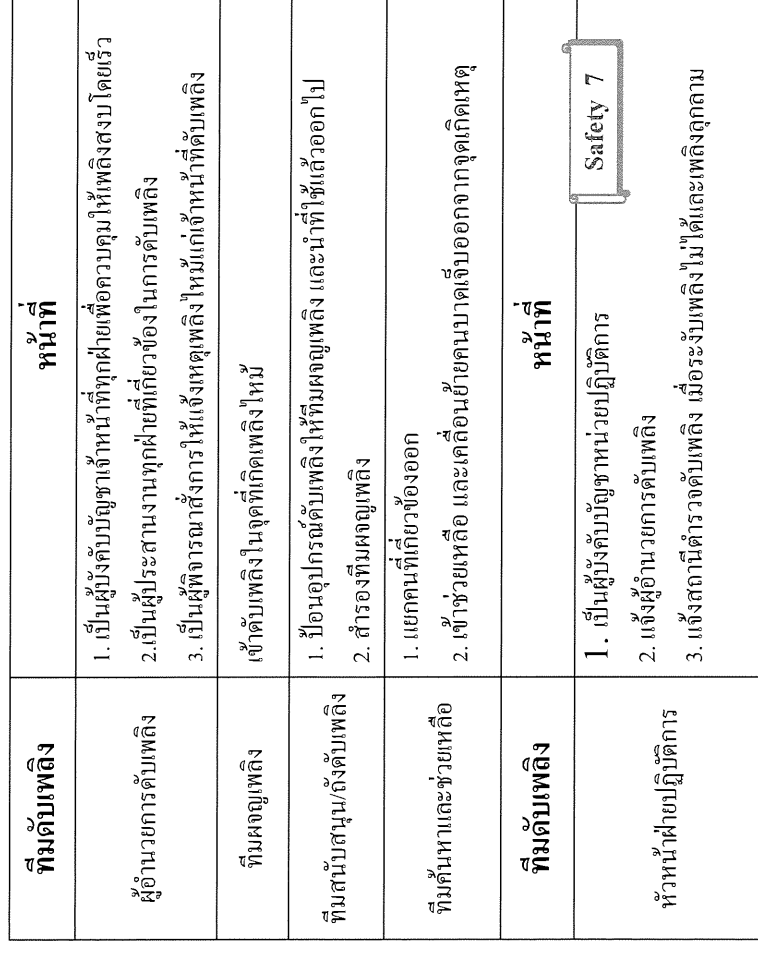 ทีมดับเพลิง หน้าที่
ผู้อำนวยการดับเพลิง
1. เป็นผู้บังคับบัญชาเจ้าหน้าที่ทุกฝ่ายเพื่อควบคุมให้เพลิงสงบโดยเร็ว
2.เป็นผู้ประสานงานทุกฝ่ายที่เกี่ยวข้องในการดับเพลิง
3. เป็นผู้พิจารณาสั่งการให้แจ้งเหตุเพลิงไหม้แก่เจ้าหน้าที่ดับเพลิง
ทีมผจญเพลิง
เข้าดับเพลิงในจุดที่เกิดเพลิงไหม้
ทีมสนับสนุน/ถังดับเพลิง
1. ป้อนอุปกรณ์ดับเพลิงให้ทีมผจญเพลิง และนำที่ใช้แล้วออกไป
2. สำรองทีมผจญเพลิง
ทีมค้นหาและช่วยเหลือ
1. แยกคนที่เกี่ยวข้องออก
2. เข้าช่วยเหลือ และเคลื่อนย้ายคนบาดเจ็บออกจากจุดเกิดเหตุ
ทีมดับเพลิง หน้าที่
หัวหน้าฝ่ายปฏิบัติการ
1. เป็นผู้บังคับบัญชาหน่วยปฏิบัติการ
Safety 7
2. แจ้งผู้อำนวยการดับเพลิง
3. แจ้งสถานีตำรวจดับเพลิง เมื่อระงับเพลิงไม่ได้และเพลิงลุกลาม